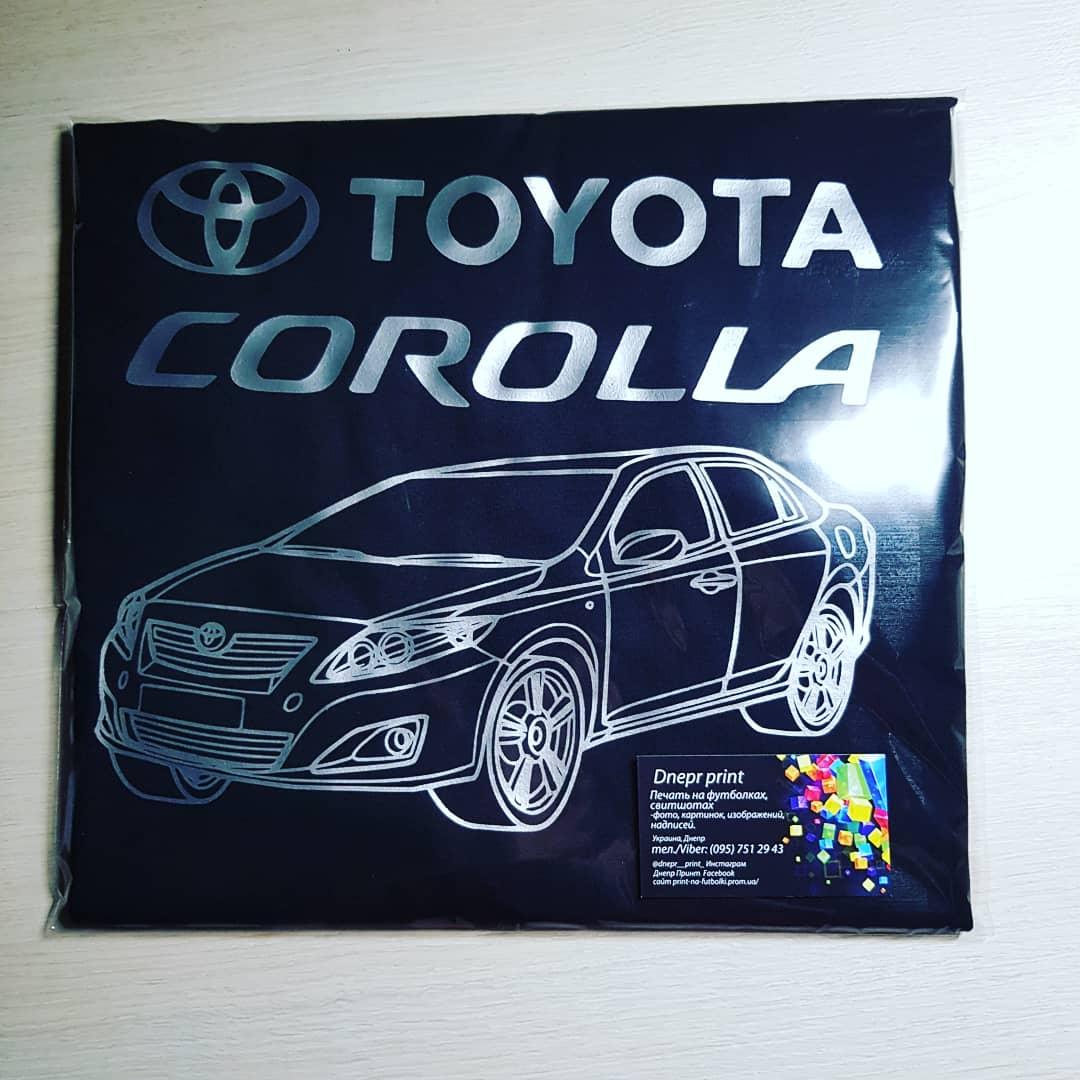 TOYOTA
COROLLA
Dnepr print
Печать на футболках,
свитшотах
-фото, картинок, изображений,
надписей.
Украина, Днепр
тел./Viber: (095) 751 29 43
@dnepr__print_ Инстаграм
Днепр Принт Facebook
сайт print-na-futbolki.prom.ua/